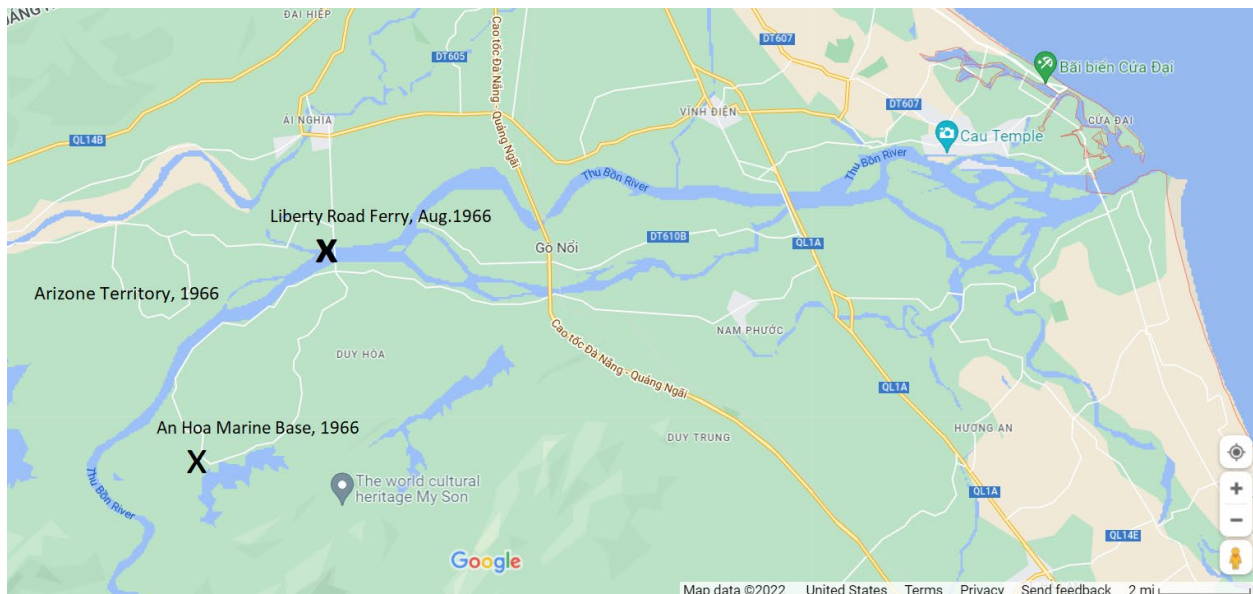 ĐẠI HIỆP
DT605
DT607
Bãi biển Cửa Đại
Cao tốc Đà Nẵng - Quảng Ngãi
VĨNH ĐIỆN
DT607
ÁI NGHĨA
CỬA ĐẠI
Cau Temple
QL14B
Thu Bồn River
Thu Bồn River
Liberty Road Ferry, Aug.1966
X
Go Nổi
DT610B
QL1A
Arizone Territory, 1966
NAM PHƯỚC
Cao tốc Đà Nẵng - Quảng Ngãi
DUY HÒA
QL1A
An Hoa Marine Base, 1966
X
HƯƠNG AN
DUY TRUNG
Thu Bồn River
The world cultural
heritage My Son
QL1A
QL14E
Google
Map data ©2022 United States Terms Privacy Send feedback 2 mi